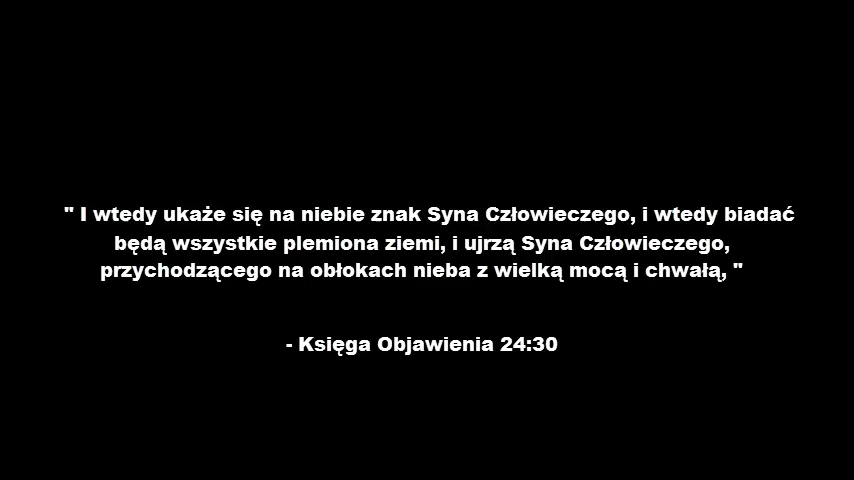 " I wtedy ukaże się na niebie znak Syna Człowieczego, i wtedy biadać
będą wszystkie plemiona ziemi, i ujrzą Syna Człowieczego,
przychodzącego na obłokach nieba z wielką mocą i chwałą, "
- Księga Objawienia 24:30